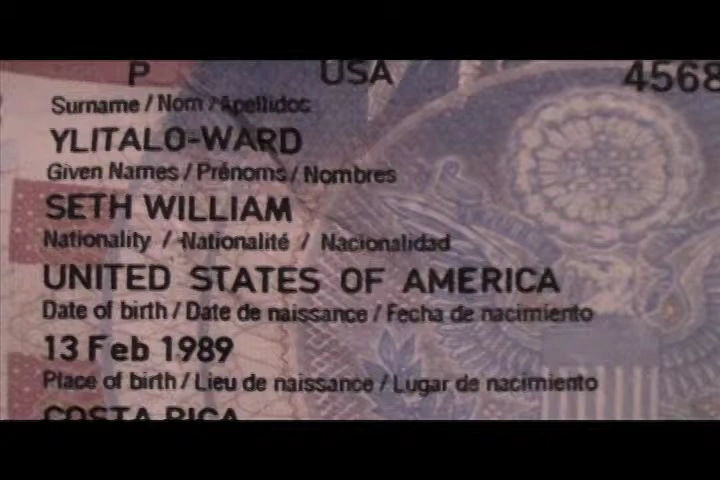 P USA 4568
Surname / Nom / Apellidos
YLITALO-WARD
Given Names / Prénoms / Nombres
SETH WILLIAM
Nationality / Nationalité / Nacionalidad
UNITED STATES OF AMERICA
Date of birth / Date de naissance / Fecha de nacimiento
13 Feb 1989
Place of birth / Lieu de naissance / Lugar de nacimiento
COSTA RICA